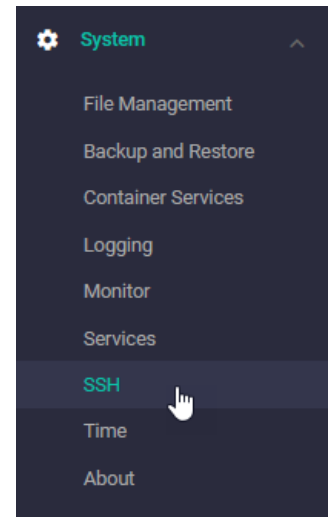 System
File Management
Backup and Restore
Container Services
Logging
Monitor
Services
SSH
Time
About